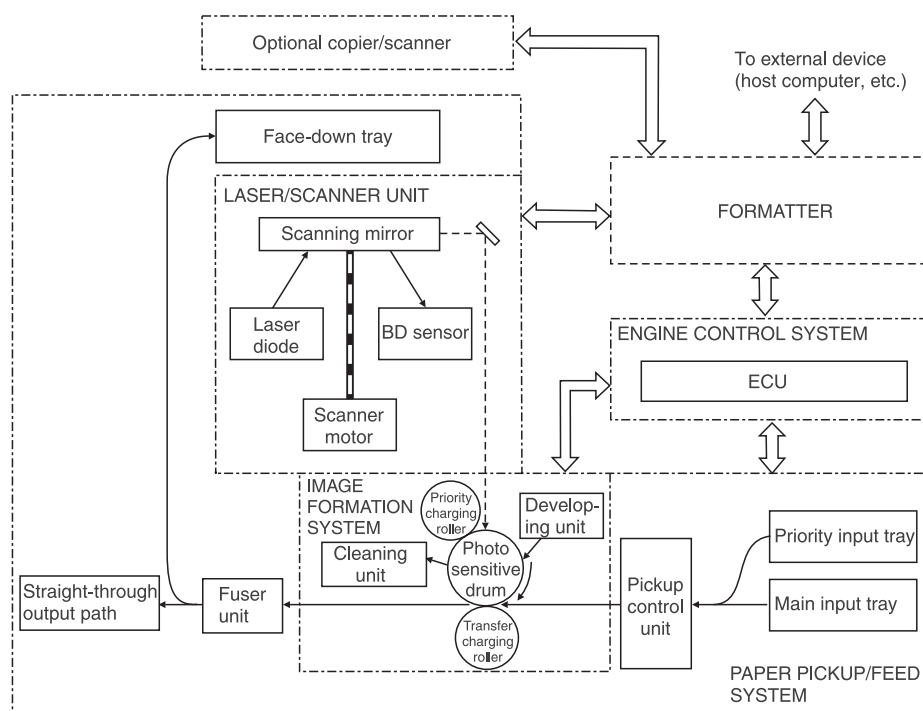 Optional copier/scanner
To external device
(host computer, etc.)
Face-down tray
LASER/SCANNER UNIT
FORMATTER
Scanning mirror
Laser
diode
BD sensor
ENGINE CONTROL SYSTEM
ECU
Scanner
motor
IMAGE
FORMATION
SYSTEM
Priority
charging
roller
Develop-
ing unit
Photo
sensitive
drum
Cleaning
unit
Priority input tray
Pickup
control
unit
Main input tray
Straight-through
output path
Fuser
unit
Transfer
charging
roller
PAPER PICKUP/FEED
SYSTEM